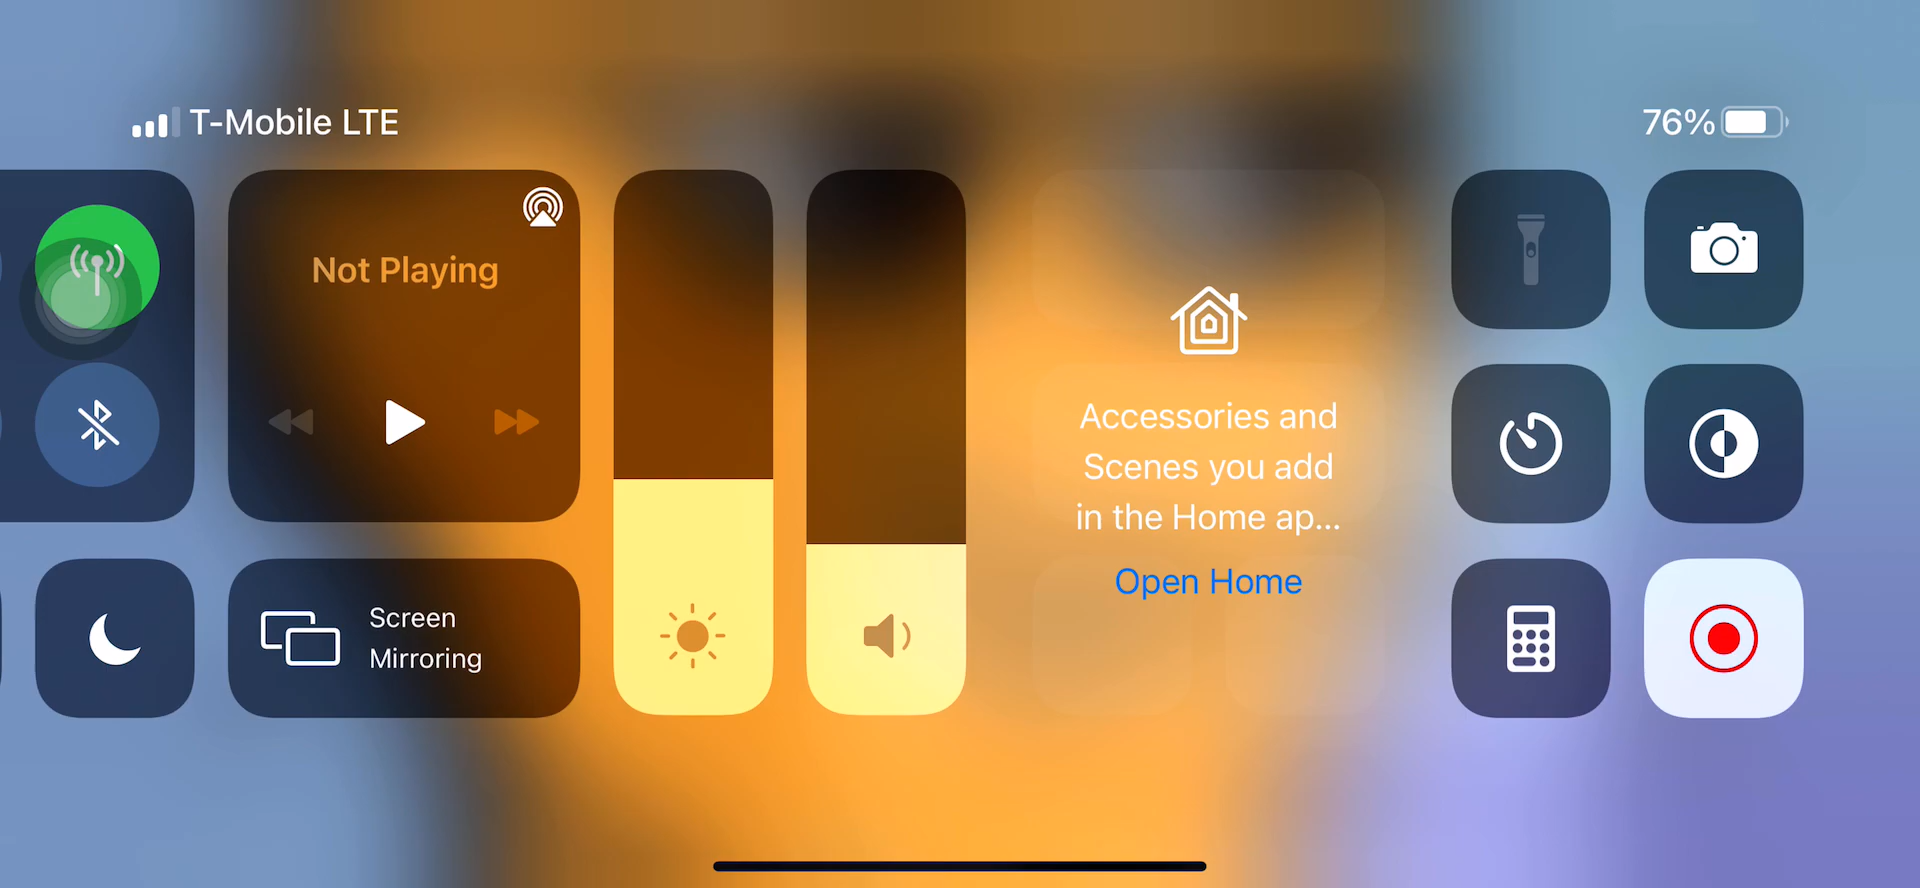 T-Mobile LTE
76%
Not Playing
Screen
Mirroring
Accessories and
Scenes you add
in the Home ap...
Open Home